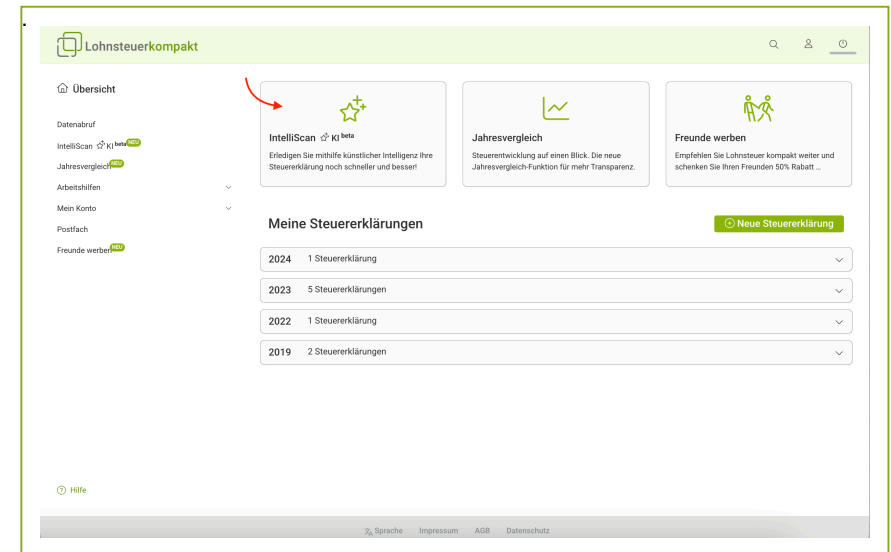 Lohnsteuerkompakt
Übersicht
Datenabruf
IntelliScan KI beta NEU
Jahresvergleich NEU
Arbeitshilfen
Mein Konto
Postfach
Freunde werben NEU
Hilfe
IntelliScan KI beta
Erledigen Sie mithilfe künstlicher Intelligenz Ihre
Steuererklärung noch schneller und besser!
Jahresvergleich
Steuerentwicklung auf einen Blick. Die neue
Jahresvergleich-Funktion für mehr Transparenz.
Freunde werben
Empfehlen Sie Lohnsteuer kompakt weiter und
schenken Sie Ihren Freunden 50% Rabatt ...
Meine Steuererklärungen
Neue Steuererklärung
2024 1 Steuererklärung
2023 5 Steuererklärungen
2022 1 Steuererklärung
2019 2 Steuererklärungen
Sprache Impressum AGB Datenschutz